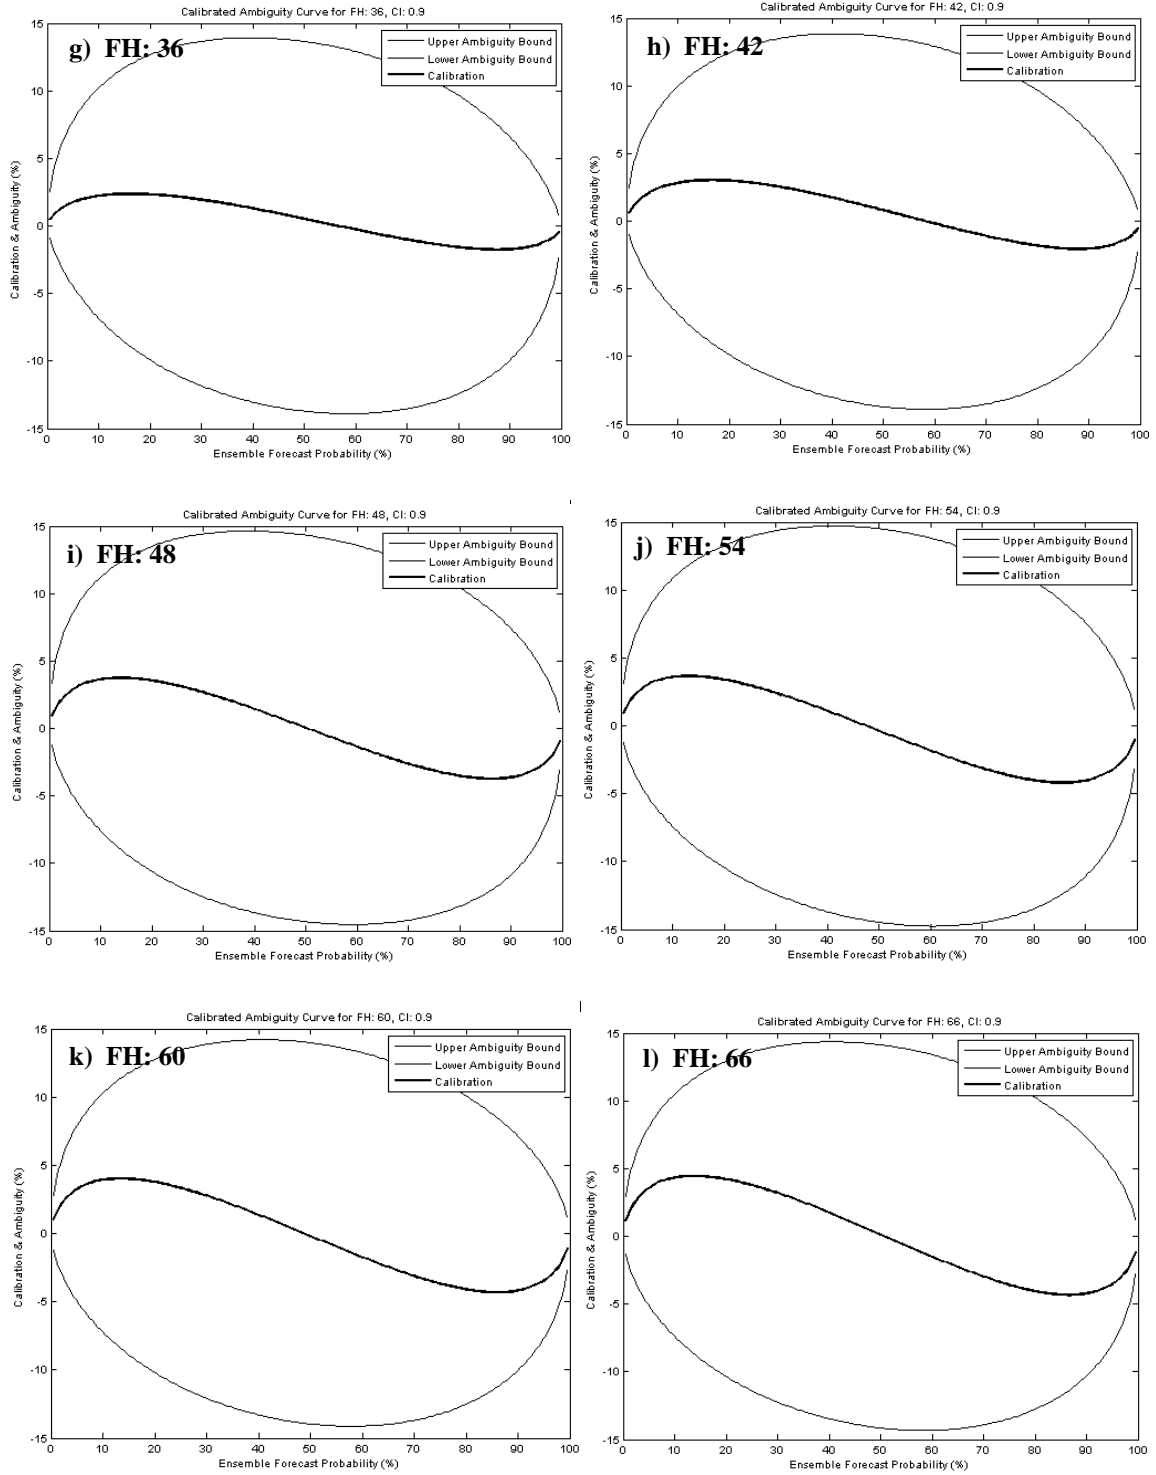 Calibrated Ambiguity Curve for FH: 36, CI: 0.9
g) FH: 36
Upper Ambiguity Bound
Lower Ambiguity Bound
Calibration
15
10
5
0
-5
-10
-15
Calibration & Ambiguity (%)
0 10 20 30 40 50 60 70 80 90 100
Ensemble Forecast Probability (%)
Calibrated Ambiguity Curve for FH: 42, CI: 0.9
h) FH: 42
Upper Ambiguity Bound
Lower Ambiguity Bound
Calibration
15
10
5
0
-5
-10
-15
Calibration & Ambiguity (%)
0 10 20 30 40 50 60 70 80 90 100
Ensemble Forecast Probability (%)
Calibrated Ambiguity Curve for FH: 48, CI: 0.9
i) FH: 48
Upper Ambiguity Bound
Lower Ambiguity Bound
Calibration
15
10
5
0
-5
-10
-15
Calibration & Ambiguity (%)
0 10 20 30 40 50 60 70 80 90 100
Ensemble Forecast Probability (%)
Calibrated Ambiguity Curve for FH: 54, CI: 0.9
j) FH: 54
Upper Ambiguity Bound
Lower Ambiguity Bound
Calibration
15
10
5
0
-5
-10
-15
Calibration & Ambiguity (%)
0 10 20 30 40 50 60 70 80 90 100
Ensemble Forecast Probability (%)
Calibrated Ambiguity Curve for FH: 60, CI: 0.9
k) FH: 60
Upper Ambiguity Bound
Lower Ambiguity Bound
Calibration
15
10
5
0
-5
-10
-15
Calibration & Ambiguity (%)
0 10 20 30 40 50 60 70 80 90 100
Ensemble Forecast Probability (%)
Calibrated Ambiguity Curve for FH: 66, CI: 0.9
l) FH: 66
Upper Ambiguity Bound
Lower Ambiguity Bound
Calibration
15
10
5
0
-5
-10
-15
Calibration & Ambiguity (%)
0 10 20 30 40 50 60 70 80 90 100
Ensemble Forecast Probability (%)